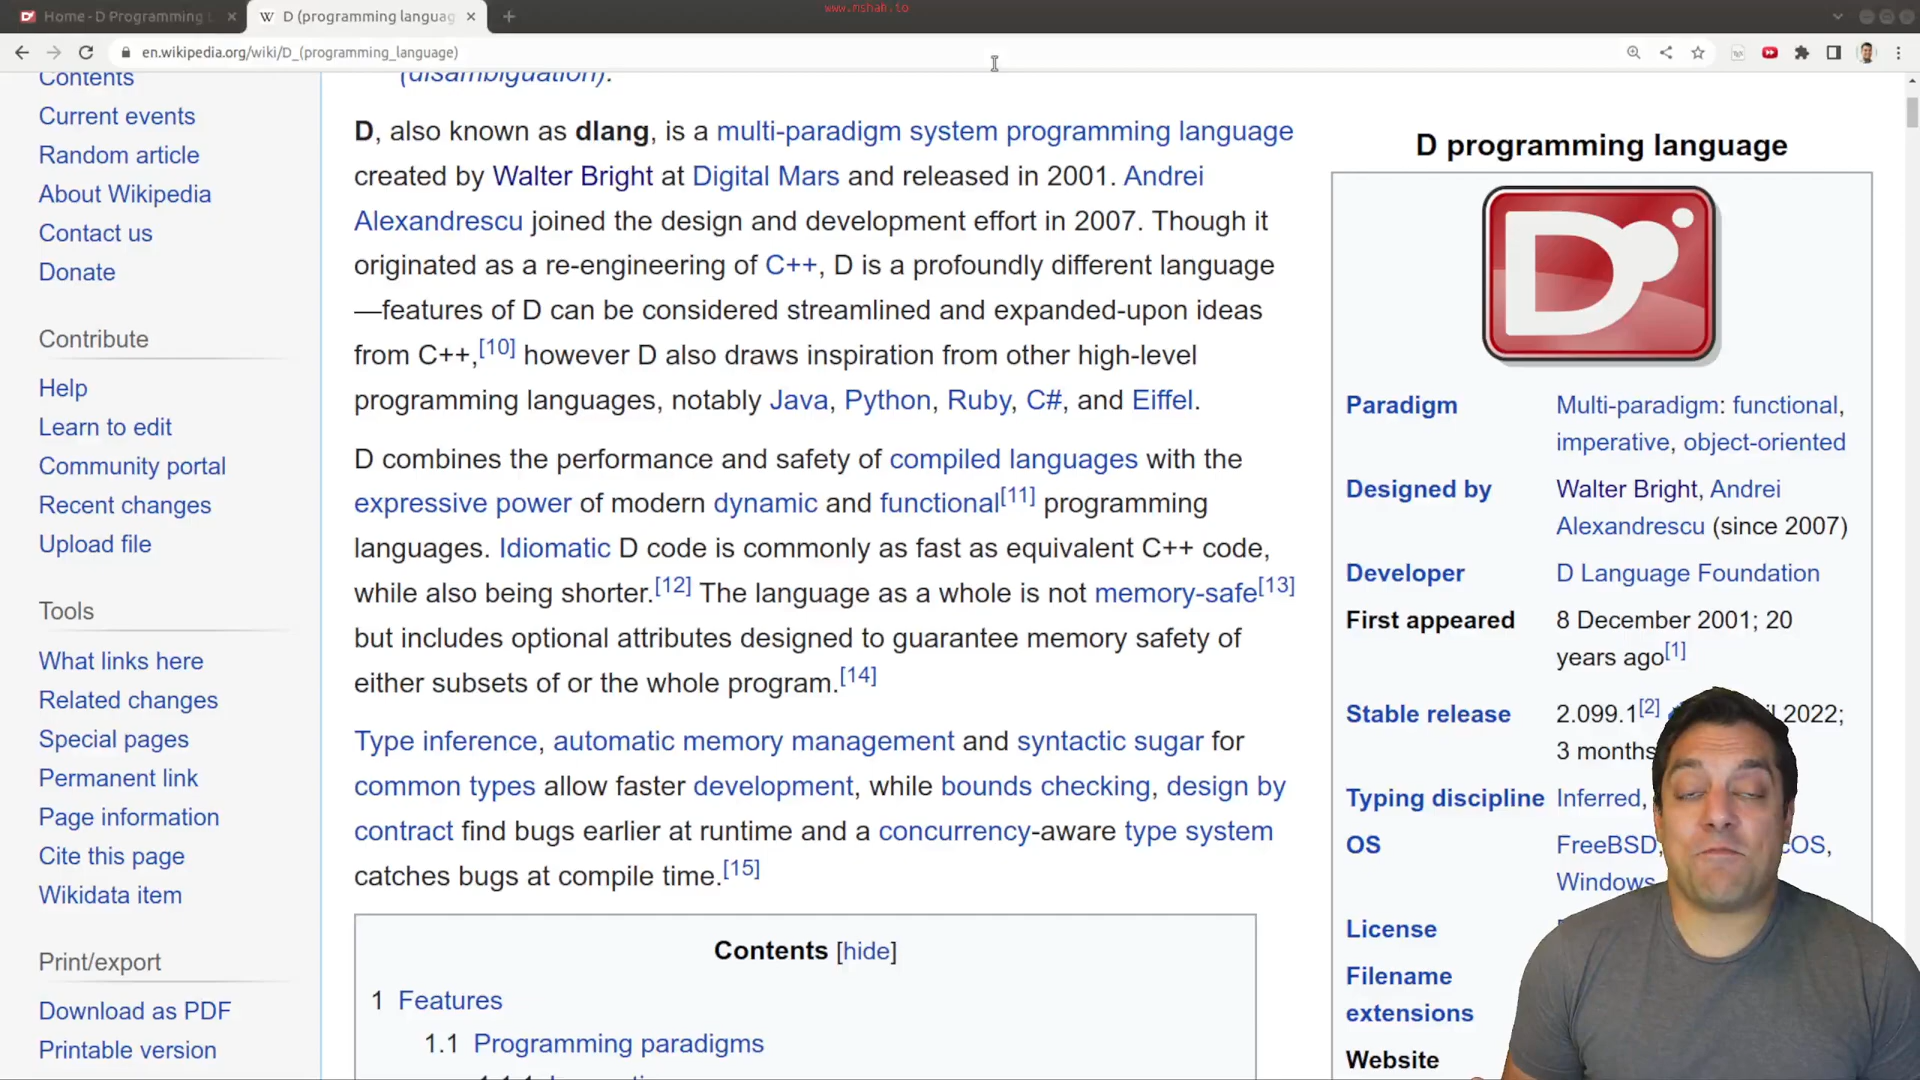 www.mshah.io
Home - D Programming L
D (programming languag
en.wikipedia.org/wiki/D_(programming_language)
Contents
Current events
Random article
About Wikipedia
Contact us
Donate
Contribute
Help
Learn to edit
Community portal
Recent changes
Upload file
Tools
What links here
Related changes
Special pages
Permanent link
Page information
Cite this page
Wikidata item
Print/export
Download as PDF
Printable version
(disambiguation).
D, also known as dlang, is a multi-paradigm system programming language
created by Walter Bright at Digital Mars and released in 2001. Andrei
Alexandrescu joined the design and development effort in 2007. Though it
originated as a re-engineering of C++, D is a profoundly different language
—features of D can be considered streamlined and expanded-upon ideas
from C++,[10] however D also draws inspiration from other high-level
programming languages, notably Java, Python, Ruby, C#, and Eiffel.
D combines the performance and safety of compiled languages with the
expressive power of modern dynamic and functional[11] programming
languages. Idiomatic D code is commonly as fast as equivalent C++ code,
while also being shorter.[12] The language as a whole is not memory-safe[13]
but includes optional attributes designed to guarantee memory safety of
either subsets of or the whole program.[14]
Type inference, automatic memory management and syntactic sugar for
common types allow faster development, while bounds checking, design by
contract find bugs earlier at runtime and a concurrency-aware type system
catches bugs at compile time.[15]
Contents [hide]
1 Features
1.1 Programming paradigms
D programming language
D
Paradigm Multi-paradigm: functional,
imperative, object-oriented
Designed by Walter Bright, Andrei
Alexandrescu (since 2007)
Developer D Language Foundation
First appeared 8 December 2001; 20
years ago[1]
Stable release 2.099.1[2] 2022;
3 months
Typing discipline Inferred,
OS FreeBSD, OS,
Windows
License
Filename
extensions
Website